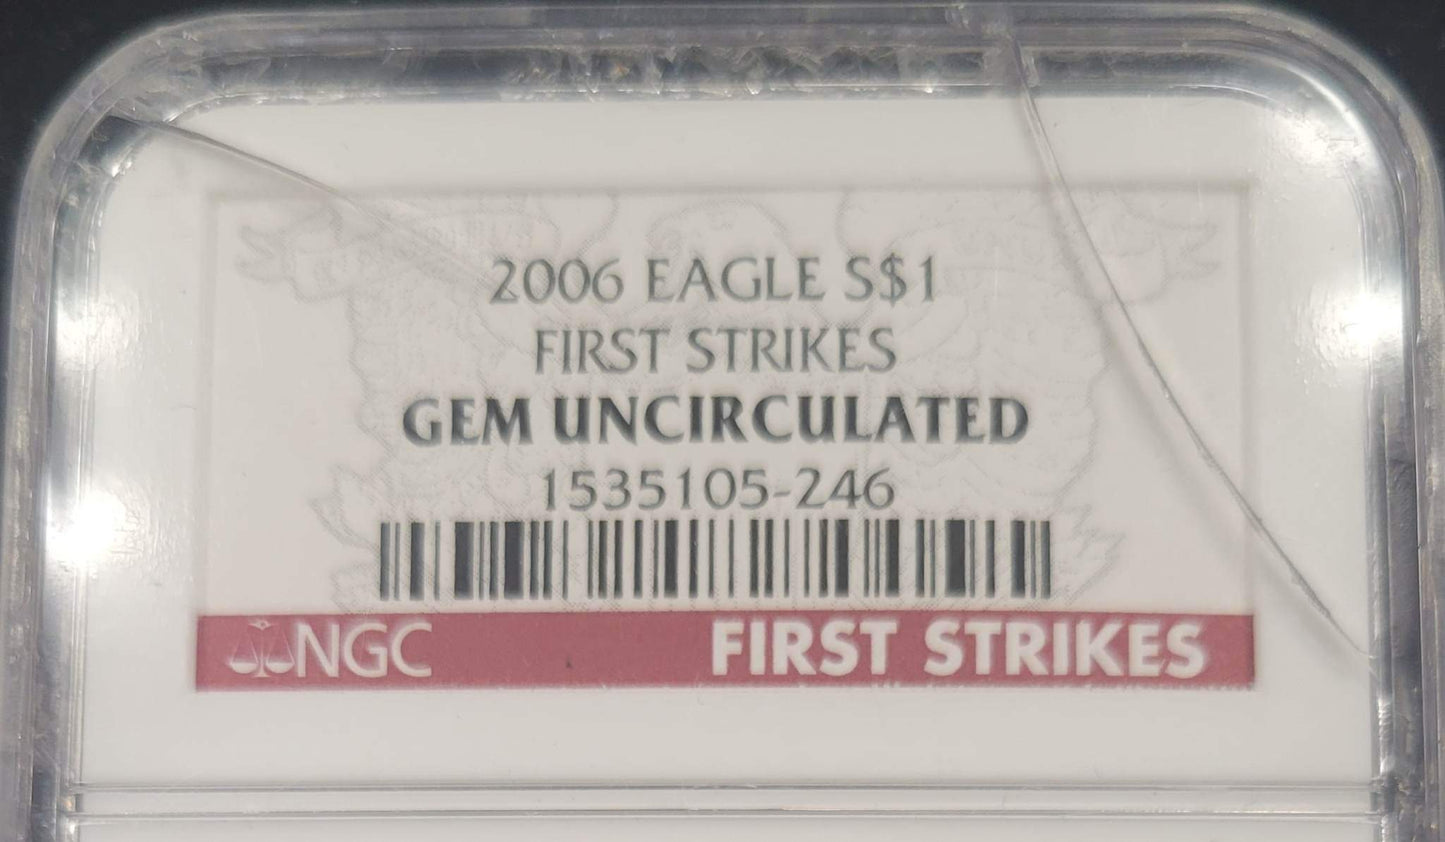 2006 EAGLE S$1
FIRST STRIKES
GEM UNCIRCULATED
1535105-246
NGC FIRST STRIKES